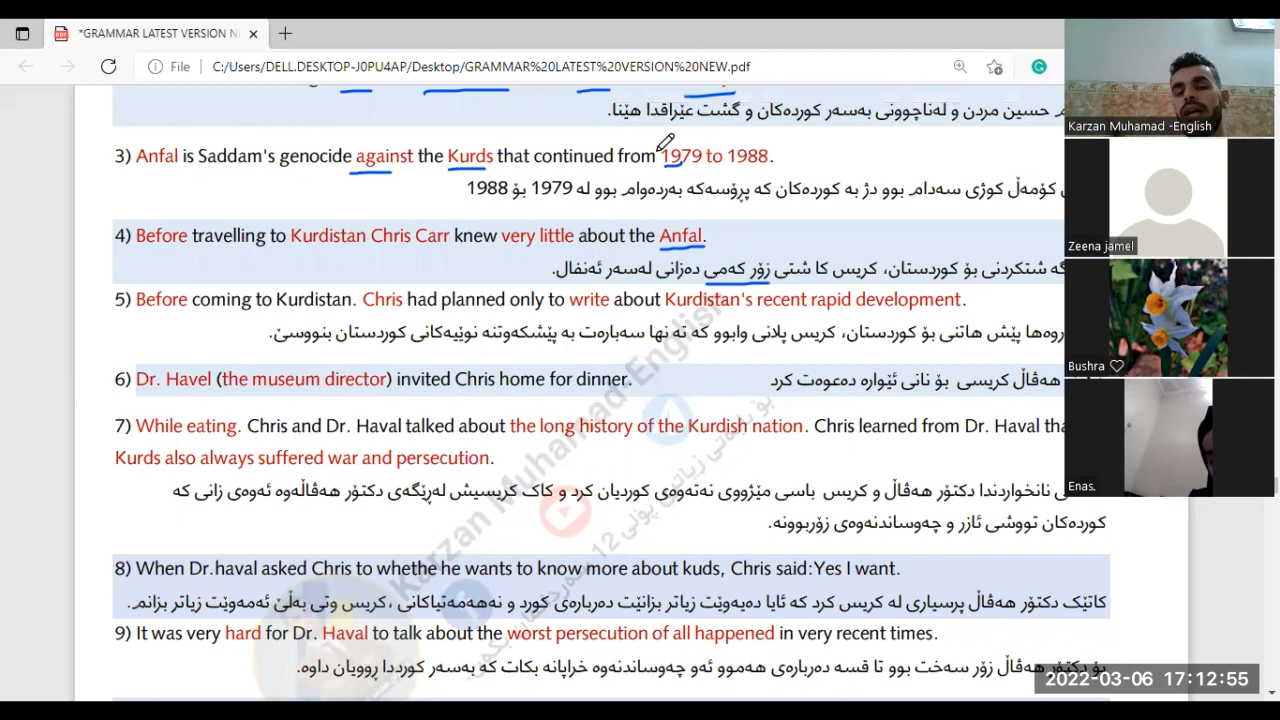 *GRAMMAR LATEST VERSION N
File C:/Users/DELL.DESKTOP-J0PU4AP/Desktop/GRAMMAR%20LATEST%20VERSION%20NEW.pdf
حسین مردن و لەناچوونی بەسەر کوردەکان و گشت عێراقدا هێنا.
3) Anfal is Saddam's genocide against the Kurds that continued from 1979 to 1988.
کۆمەڵ کوژی سەدام بوو دژ بە کوردەکان کە پڕۆسەکە بەردەوام بوو لە 1979 بۆ 1988
4) Before travelling to Kurdistan Chris Carr knew very little about the Anfal.
گە شتکردنی بۆ کوردستان، کریس کا شتی زۆر کەمی دەزانی لەسەر ئەنفال.
5) Before coming to Kurdistan. Chris had planned only to write about Kurdistan's recent rapid development.
پێش هاتنی بۆ کوردستان، کریس پلانی وابوو کە تە نها سەبارەت بە پێشکەوتنە نوێیەکانی کوردستان بنووسێ.
6) Dr. Havel (the museum director) invited Chris home for dinner.
هەڤاڵ کریسی بۆ نانی ئێوارە دەعوەت کرد
7) While eating. Chris and Dr. Haval talked about the long history of the Kurdish nation. Chris learned from Dr. Haval tha
Kurds also always suffered war and persecution.
نانخواردندا دکتۆر هەڤاڵ و کریس باسی مێژووی نەتەوەی کوردیان کرد و کاک کریسیش لەڕێگەی دکتۆر هەڤاڵەوە ئەوەی زانی کە
کوردەکان تووشی ئازر و چەوساندنەوەی زۆربوونە.
8) When Dr.haval asked Chris to whethe he wants to know more about kuds, Chris said:Yes I want.
کاتێک دکتۆر هەڤاڵ پرسیاری لە کریس کرد کە ئایا دەیەوێت زیاتر بزانێت دەربارەی کورد و نەهەمەتیاکانی ،کریس وتی بەڵێ ئەمەوێت زیاتر بزانم.
9) It was very hard for Dr. Haval to talk about the worst persecution of all happened in very recent times.
بۆ دکتۆر هەڤاڵ زۆر سەخت بوو تا قسە دەربارەی هەموو ئەو چەوساندنەوە خراپانە بکات کە بەسەر کورددا ڕوویان داوە.
Karzan Muhamad -English
Karzan Muhamad -English
Zeena jamel
Bushra ♡
Enas.
2022-03-06 17:12:55